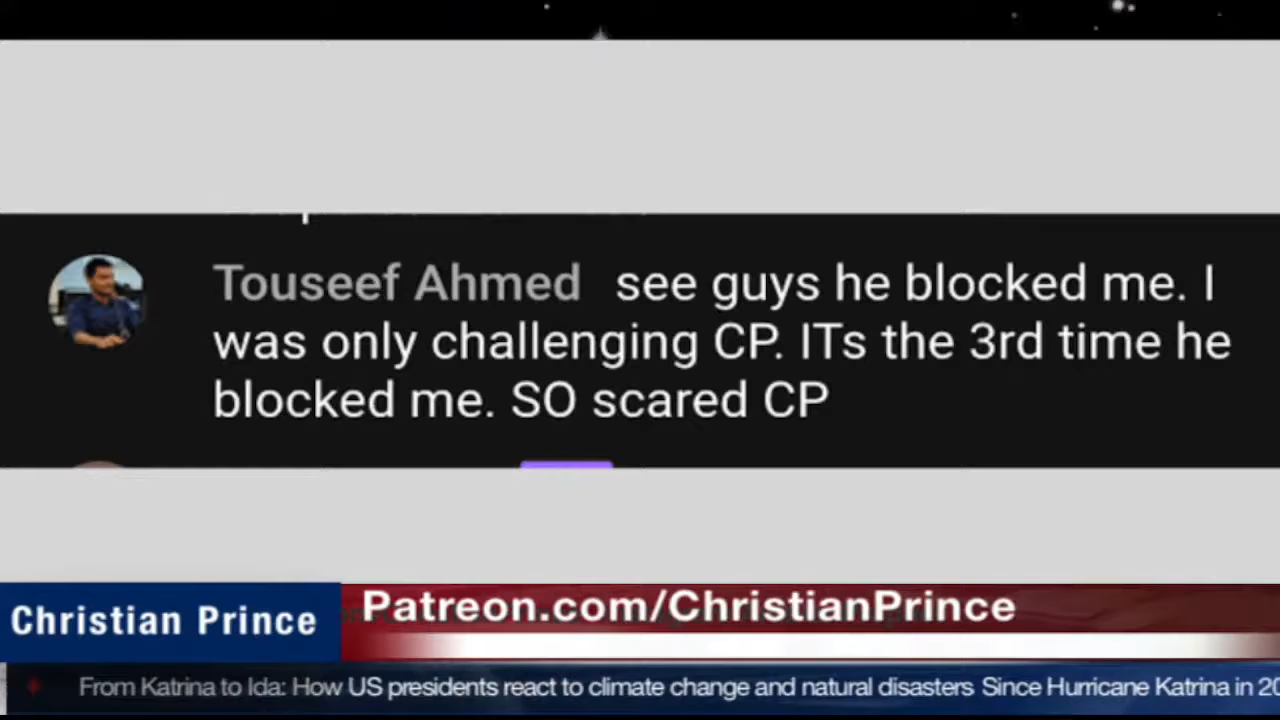 Touseef Ahmed see guys he blocked me. I
was only challenging CP. ITs the 3rd time he
blocked me. SO scared CP
Christian Prince
Patreon.com/ChristianPrince
From Katrina to Ida: How US presidents react to climate change and natural disasters Since Hurricane Katrina in